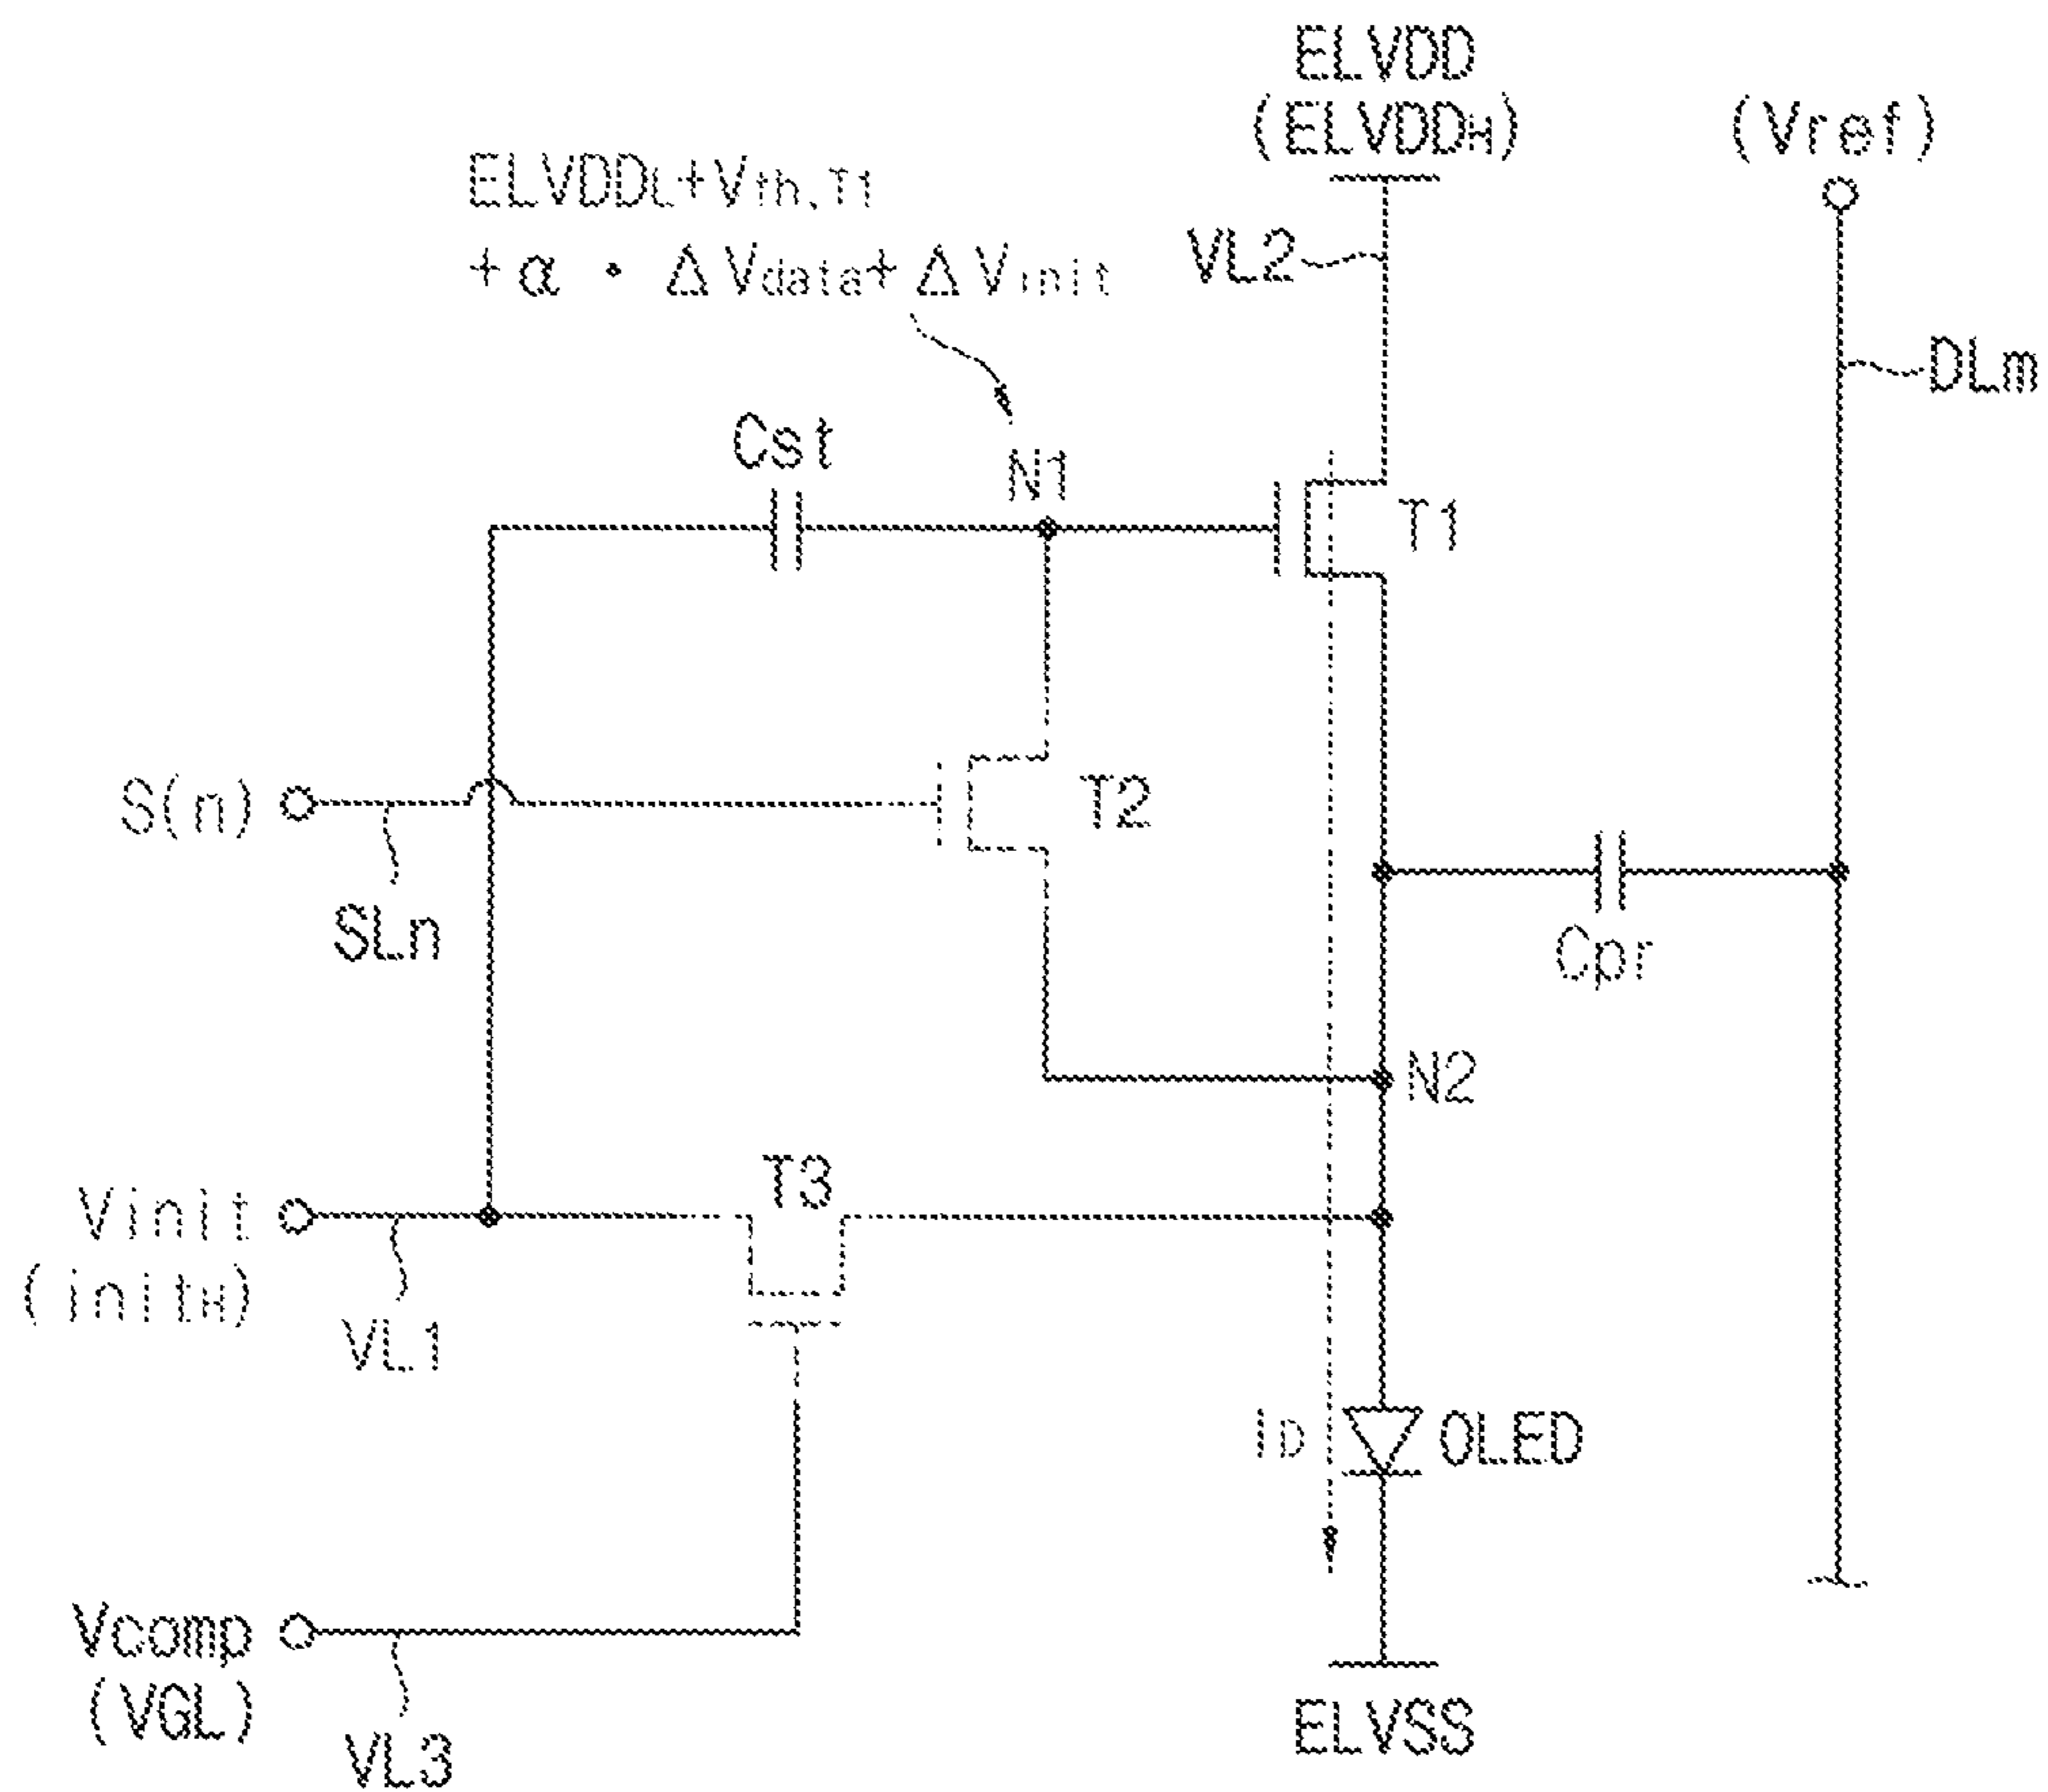 ELVDD
(ELVDDH)
(Vref)
ELVDDL+Vth,T1
+α · ΔVdata+ΔVinit
VL2
DLm
Cst
N1
T1
S(n)
T2
SLn
Cpr
N2
T3
Vinit
(initH)
VL1
ID
OLED
Vcomp
(VGL)
VL3
ELVSS